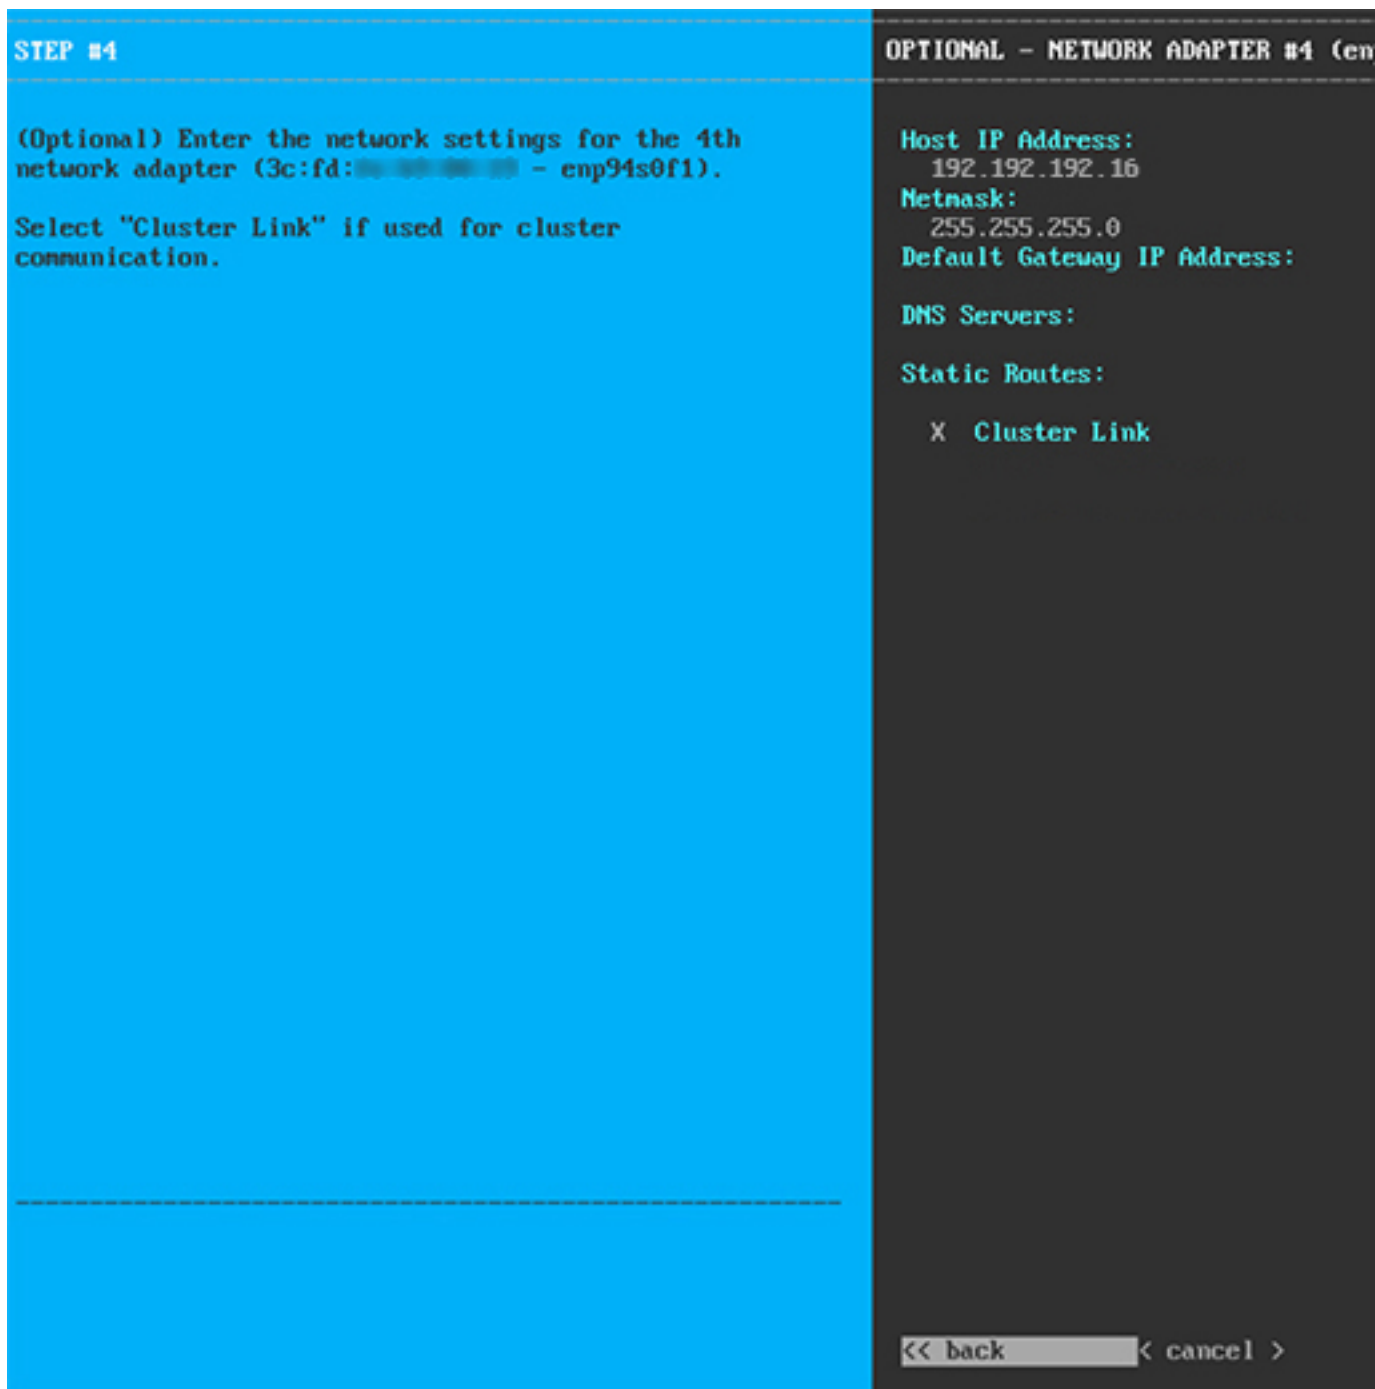 STEP #4
(Optional) Enter the network settings for the 4th
network adapter (3c:fd: - enp94s0f1).
Select "Cluster Link" if used for cluster
communication.
OPTIONAL - NETWORK ADAPTER #4 (en
Host IP Address:
192.192.192.16
Netmask:
255.255.255.0
Default Gateway IP Address:
DNS Servers:
Static Routes:
X Cluster Link
<< back < cancel >